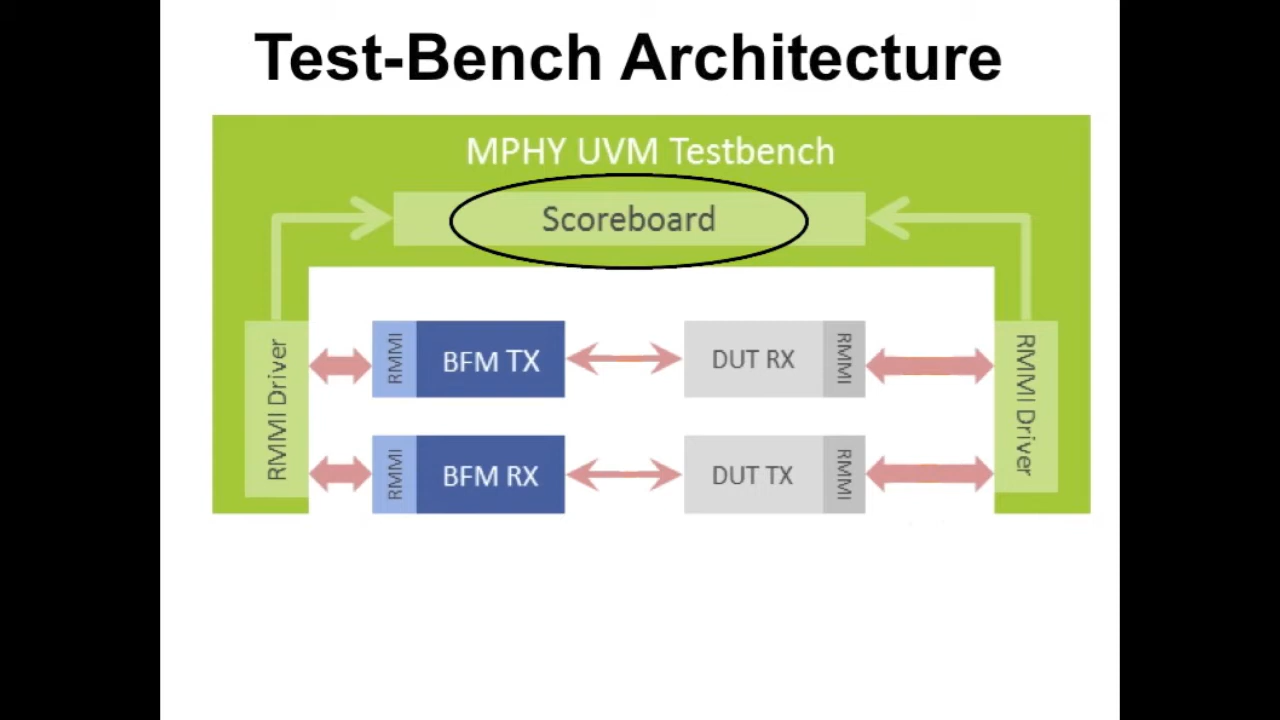 Test-Bench Architecture
MPHY UVM Testbench
Scoreboard
RMMI Driver
RMMI
BFM TX
DUT RX
RMMI
RMMI Driver
RMMI
BFM RX
DUT TX
RMMI